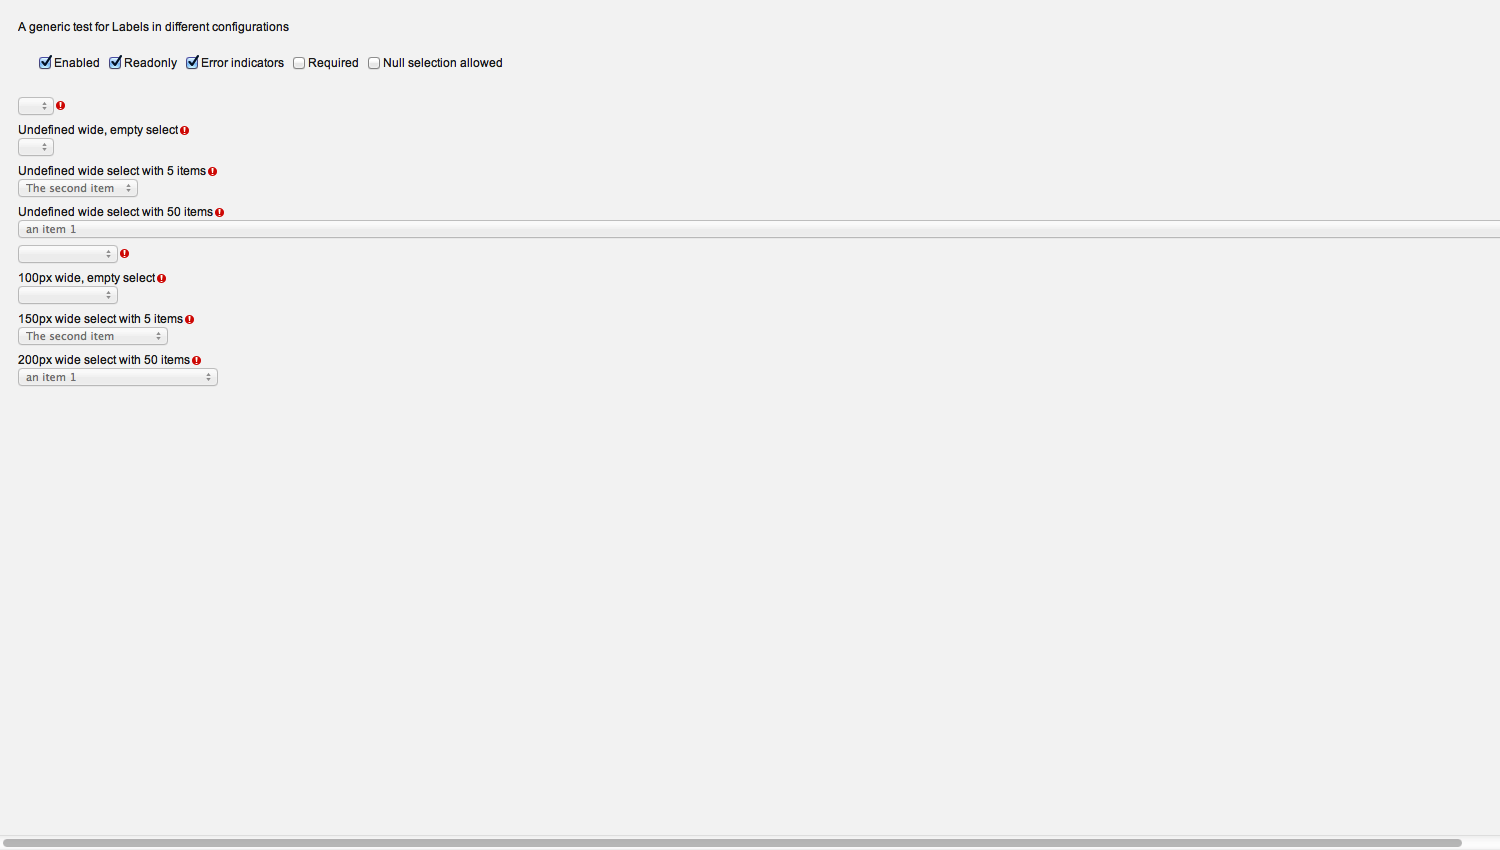 A generic test for Labels in different configurations
Enabled Readonly Error indicators Required Null selection allowed
Undefined wide, empty select
Undefined wide select with 5 items
The second item
Undefined wide select with 50 items
an item 1
100px wide, empty select
150px wide select with 5 items
The second item
200px wide select with 50 items
an item 1